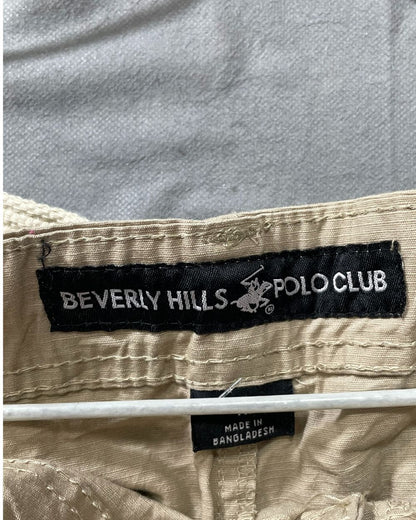 BEVERLY HILLS POLO CLUB
®
MADE IN
BANGLADESH